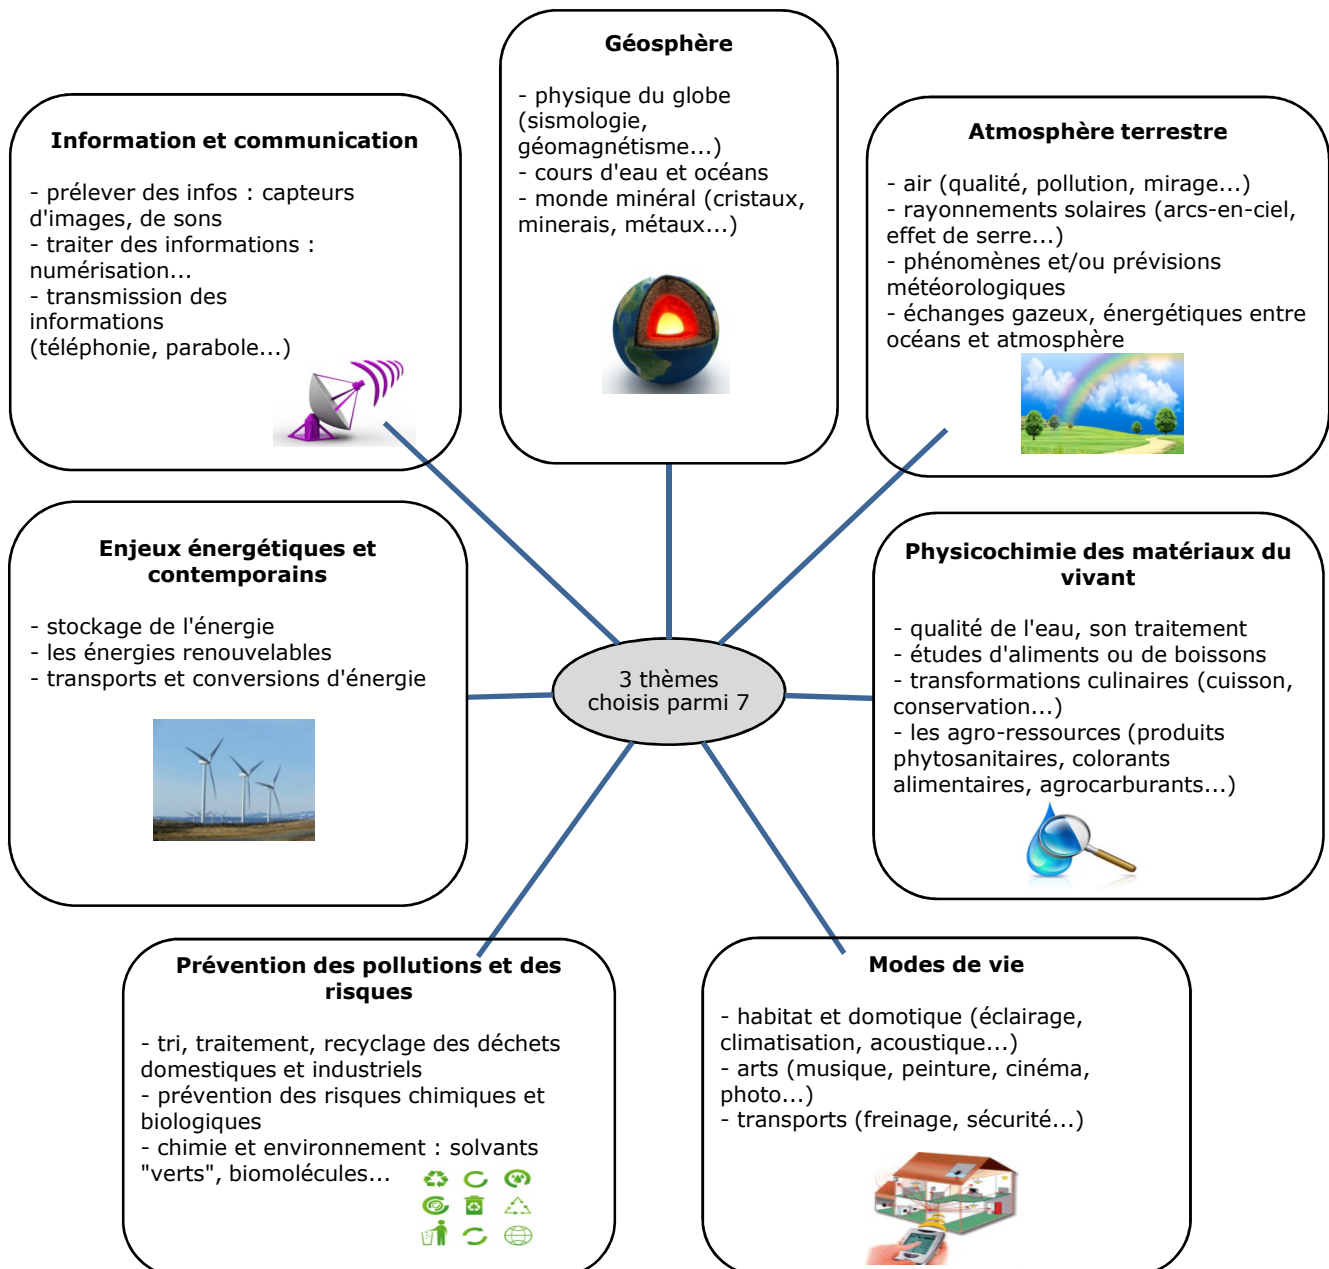 Géosphère
- physique du globe
(sismologie,
géomagnétisme...)
- cours d'eau et océans
- monde minéral (cristaux,
minerais, métaux...)
Information et communication
- prélever des infos : capteurs
d'images, de sons
- traiter des informations :
numérisation...
- transmission des
informations
(téléphonie, parabole...)
Atmosphère terrestre
- air (qualité, pollution, mirage...)
- rayonnements solaires (arcs-en-ciel,
effet de serre...)
- phénomènes et/ou prévisions
météorologiques
- échanges gazeux, énergétiques entre
océans et atmosphère
Enjeux énergétiques et
contemporains
- stockage de l'énergie
- les énergies renouvelables
- transports et conversions d'énergie
3 thèmes
choisis parmi 7
Physicochimie des matériaux du
vivant
- qualité de l'eau, son traitement
- études d'aliments ou de boissons
- transformations culinaires (cuisson,
conservation...)
- les agro-ressources (produits
phytosanitaires, colorants
alimentaires, agrocarburants...)
Prévention des pollutions et des
risques
- tri, traitement, recyclage des déchets
domestiques et industriels
- prévention des risques chimiques et
biologiques
- chimie et environnement : solvants
"verts", biomolécules...
Modes de vie
- habitat et domotique (éclairage,
climatisation, acoustique...)
- arts (musique, peinture, cinéma,
photo...)
- transports (freinage, sécurité...)